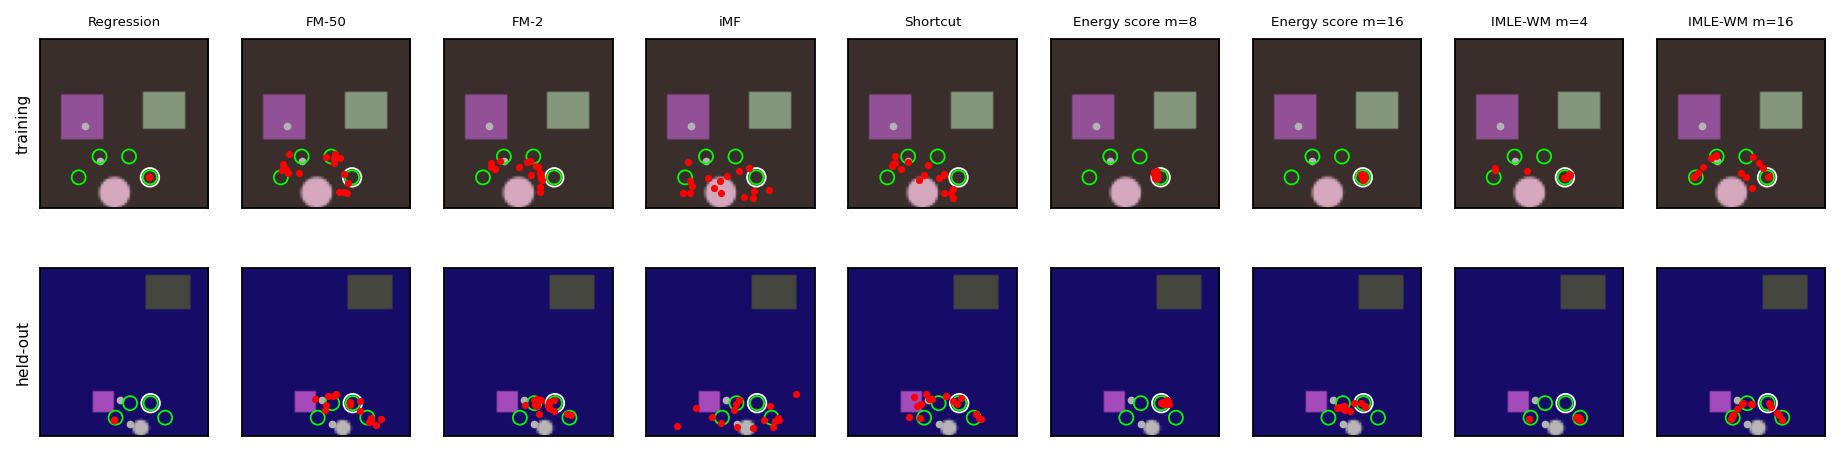 Regression FM-50 FM-2 iMF Shortcut Energy score m=8 Energy score m=16 IMLE-WM m=4 IMLE-WM m=16
training
held-out